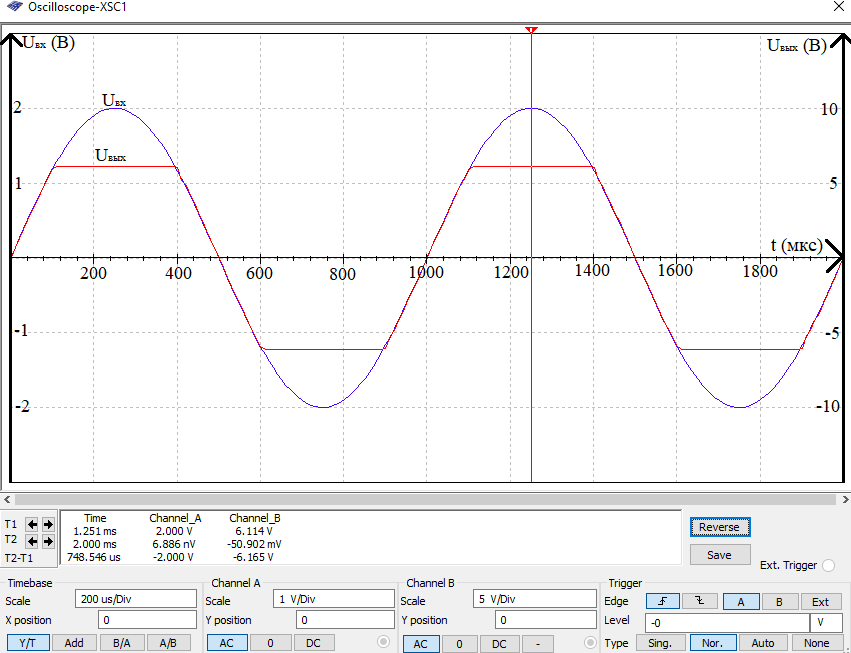 Oscilloscope-XSC1
Uвх (В)
Uвых (В)
2
Uвх
10
Uвых
1
5
t (мкс)
200 400 600 800 1000 1200 1400 1600 1800
-1
-5
-2
-10
Time Channel_A Channel_B
T1 1.251 ms 2.000 V 6.114 V
T2 2.000 ms 6.886 nV -50.902 mV
T2-T1 748.546 us -2.000 V -6.165 V
Reverse
Save
Ext. Trigger
Timebase
Scale 200 us/Div
X position 0
Y/T Add B/A A/B
Channel A
Scale 1 V/Div
Y position 0
AC 0 DC
Channel B
Scale 5 V/Div
Y position 0
AC 0 DC -
Trigger
Edge A B Ext
Level -0 V
Type Sing. Nor. Auto None